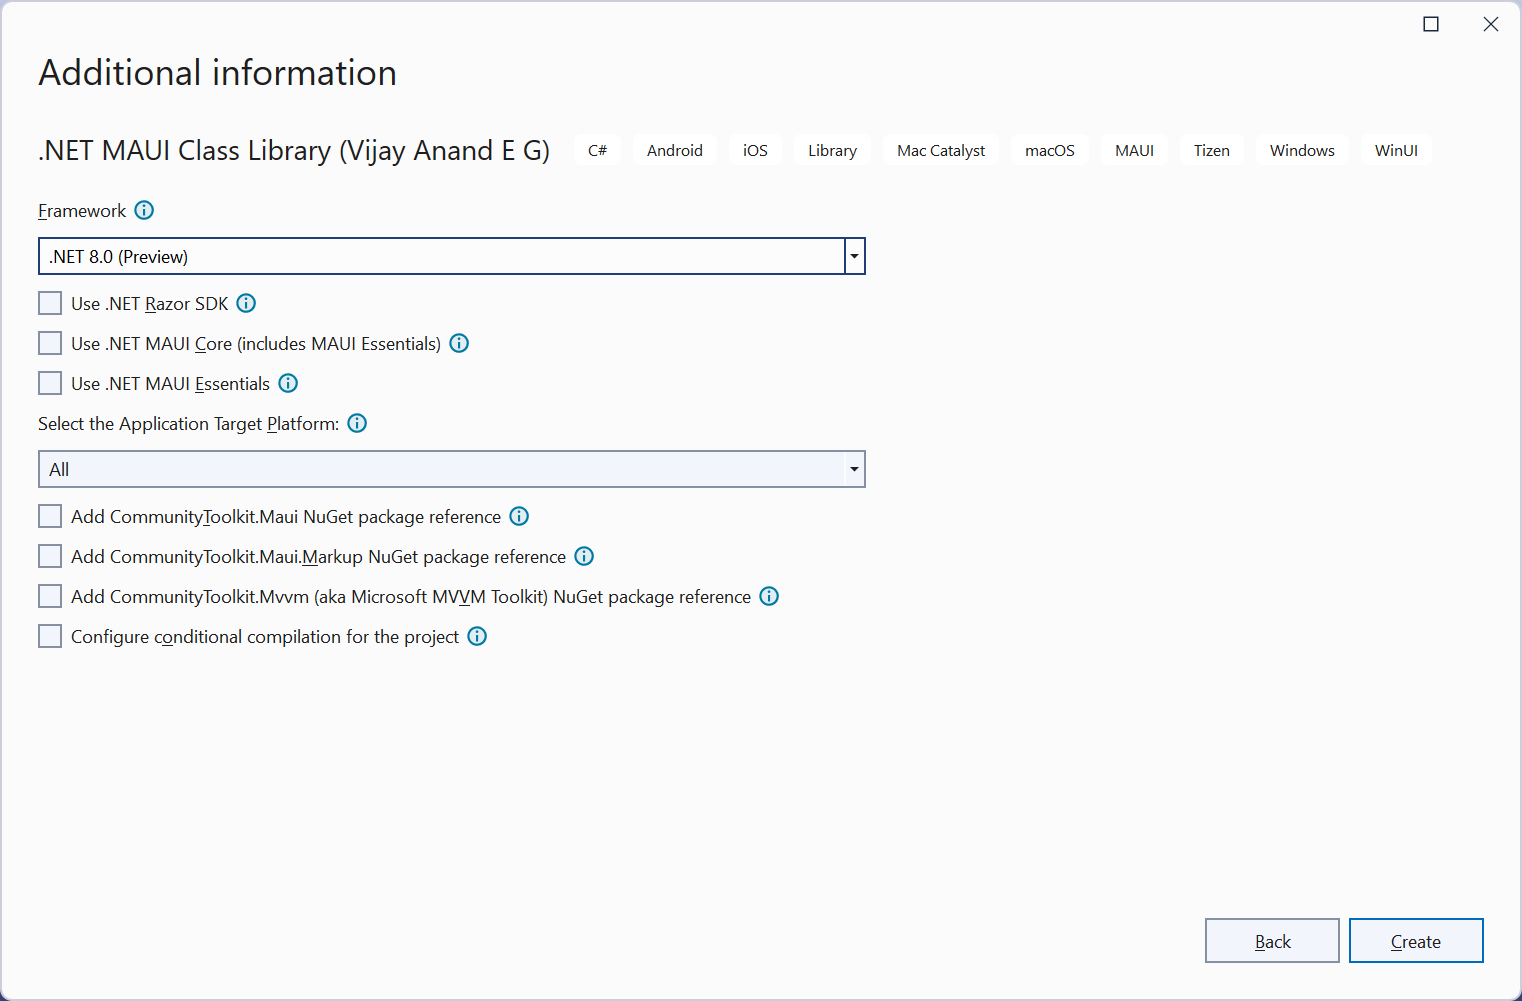 Additional information
.NET MAUI Class Library (Vijay Anand E G) C# Android iOS Library Mac Catalyst macOS MAUI Tizen Windows WinUI
Framework
.NET 8.0 (Preview)
Use .NET Razor SDK
Use .NET MAUI Core (includes MAUI Essentials)
Use .NET MAUI Essentials
Select the Application Target Platform:
All
Add CommunityToolkit.Maui NuGet package reference
Add CommunityToolkit.Maui.Markup NuGet package reference
Add CommunityToolkit.Mvvm (aka Microsoft MVVM Toolkit) NuGet package reference
Configure conditional compilation for the project
Back Create